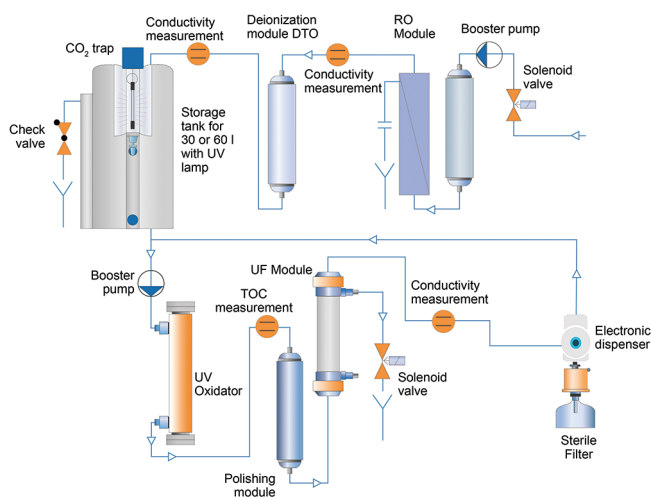 CO₂ trap
Conductivity
measurement
Deionization
module DTO
RO
Module
Booster pump
Conductivity
measurement
Solenoid
valve
Check
valve
Storage
tank for
30 or 60 l
with UV
lamp
Booster
pump
UF Module
TOC
measurement
Conductivity
measurement
Electronic
dispenser
UV
Oxidator
Solenoid
valve
Sterile
Filter
Polishing
module